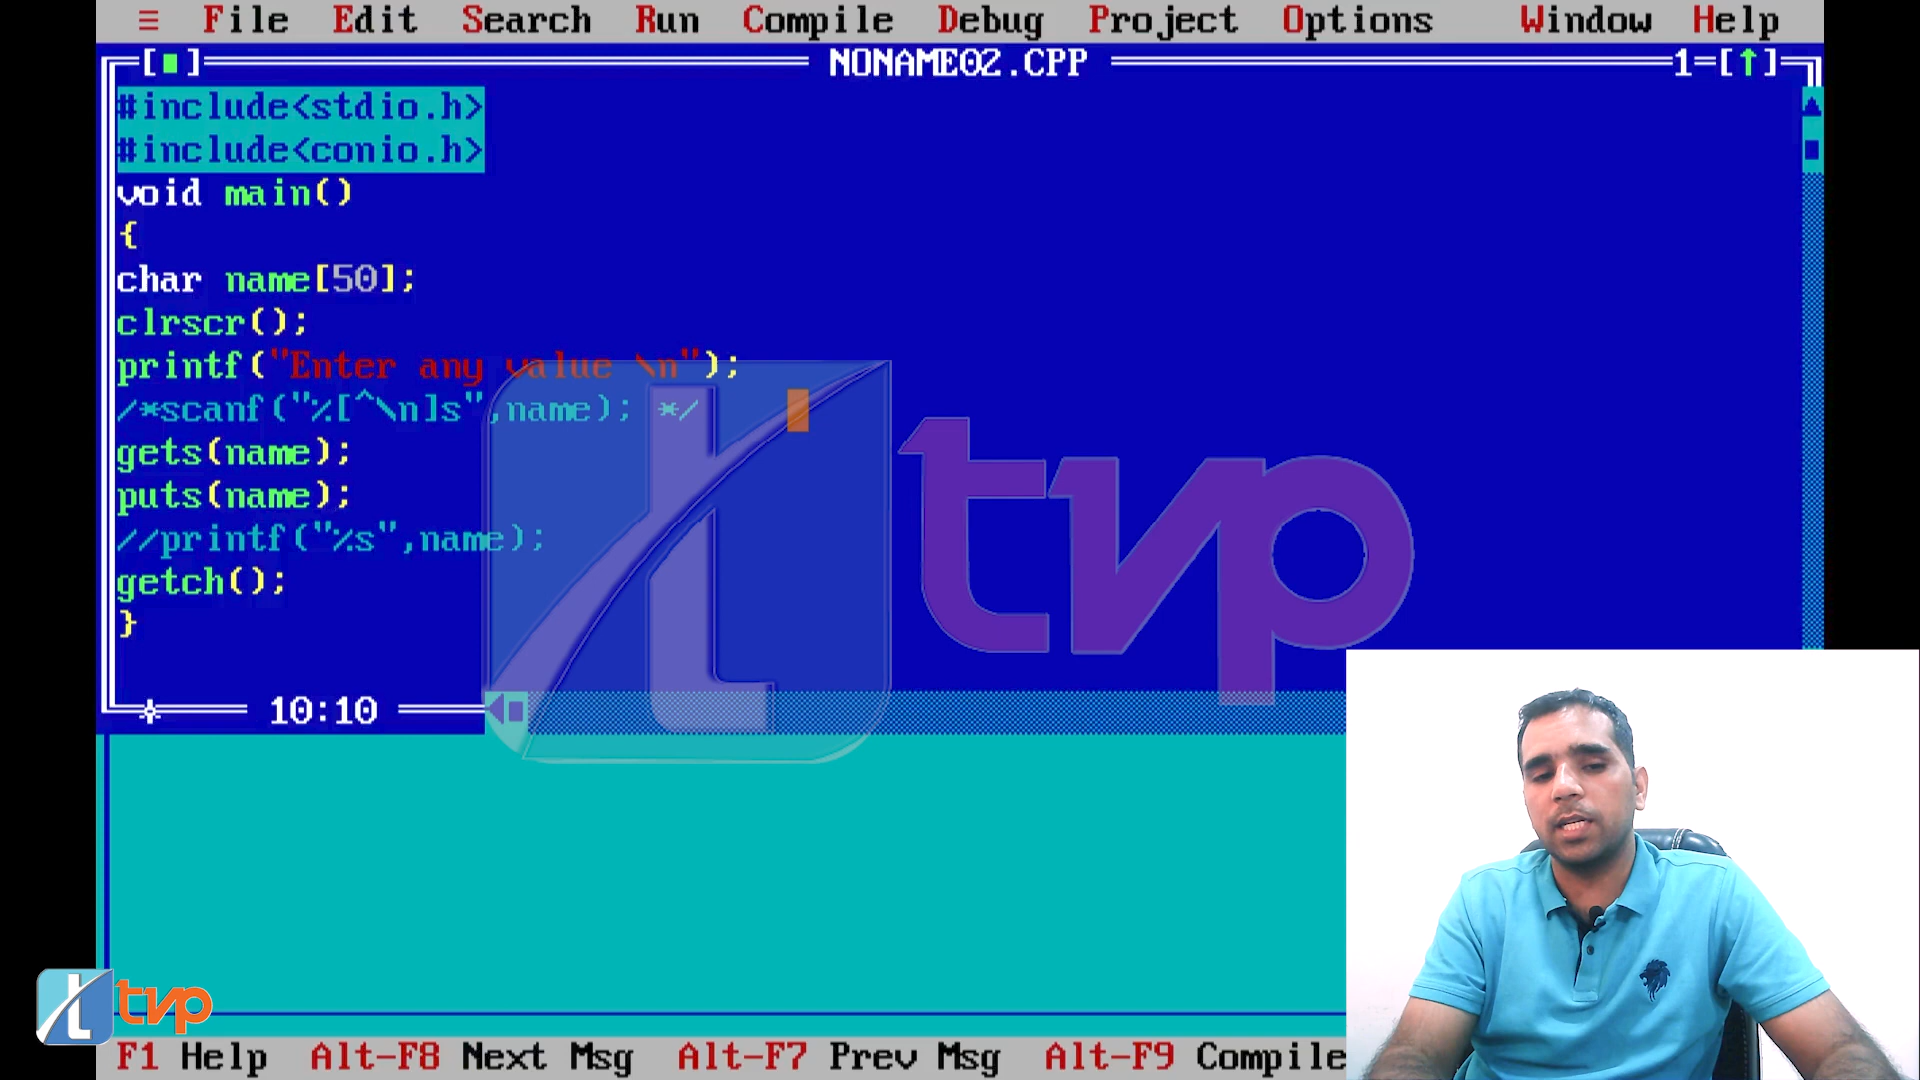 ≡ File Edit Search Run Compile Debug Project Options Window Help
[■] NONAME02.CPP 1=[↑]
#include<stdio.h>
#include<conio.h>
void main()
{
char name[50];
clrscr();
printf("Enter any value \n");
/*scanf("%[^\n]s",name); */
gets(name);
puts(name);
//printf("%s",name);
getch();
}
10:10
tvp
t tvp
F1 Help Alt-F8 Next Msg Alt-F7 Prev Msg Alt-F9 Compile